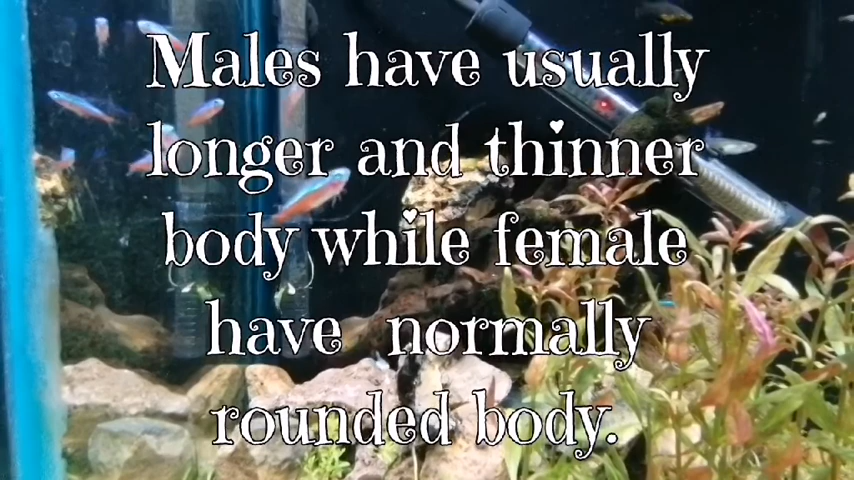 Males have usually
longer and thinner
body while female
have normally
rounded body.